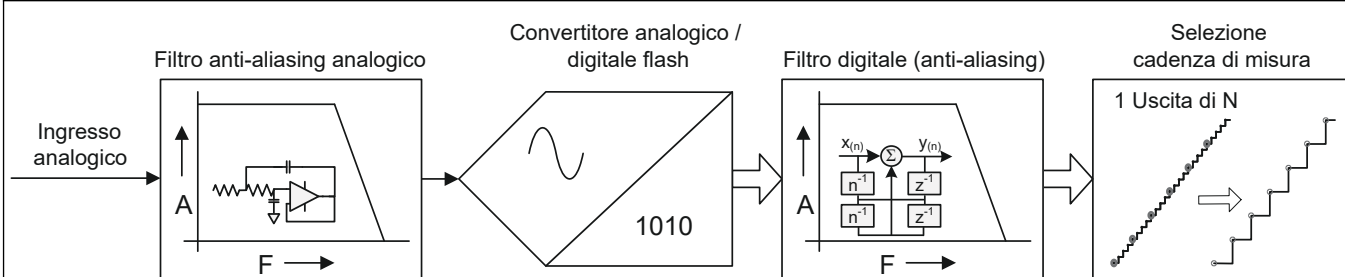 Ingresso
analogico
Filtro anti-aliasing analogico
A
F
Convertitore analogico /
digitale flash
1010
Filtro digitale (anti-aliasing)
A
x(n)
Σ
y(n)
n-1
z-1
n-1
z-1
F
Selezione
cadenza di misura
1 Uscita di N